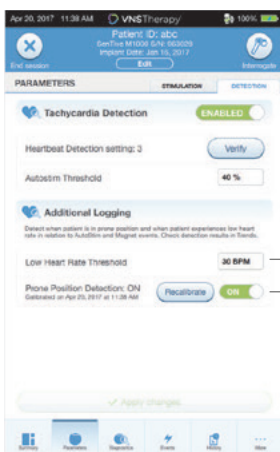 Apr 20, 2017 11:38 AM VNSTherapy 100%
Patient ID: abc
SenTiva M1000 S/N: 663029
Implant Date: Jan 16, 2017
End session Edit Interrogate
PARAMETERS STIMULATION DETECTION
Tachycardia Detection ENABLED
Heartbeat Detection setting: 3 Verify
Autostim Threshold 40 %
Additional Logging
Detect when patient is in prone position and when patient experiences low heart
rate in relation to AutoStim and Magnet events. Check detection results in Trends.
Low Heart Rate Threshold 30 BPM
Prone Position Detection: ON Recalibrate ON
Calibrated on Apr 20, 2017 at 11:38 AM
Apply changes
Summary Parameters Diagnostics Events History More